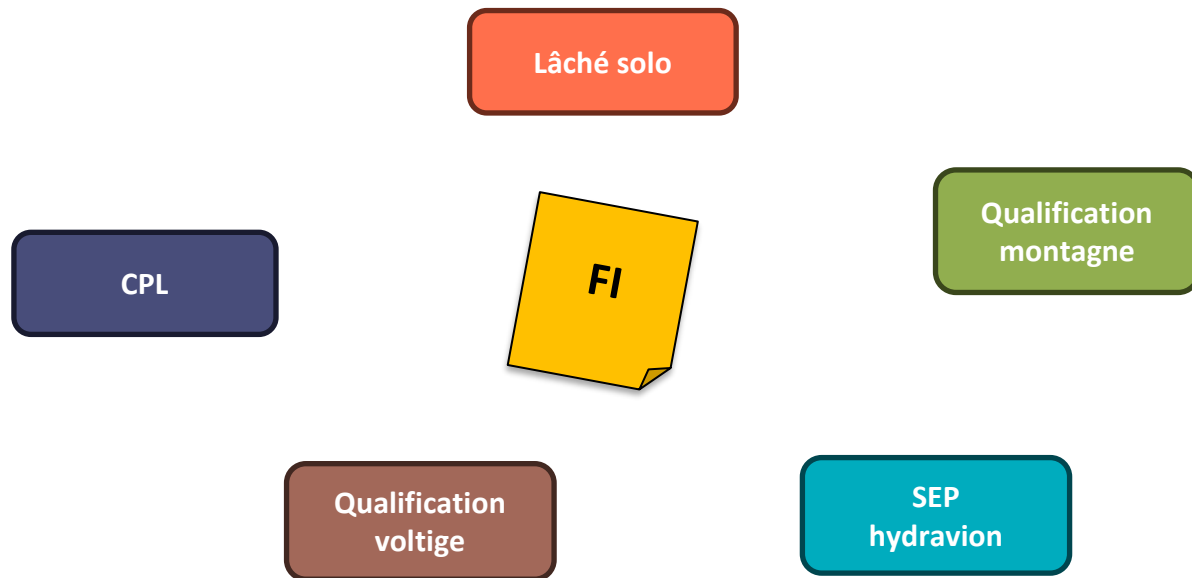 Lâché solo
Qualification
montagne
CPL
FI
Qualification
voltige
SEP
hydravion